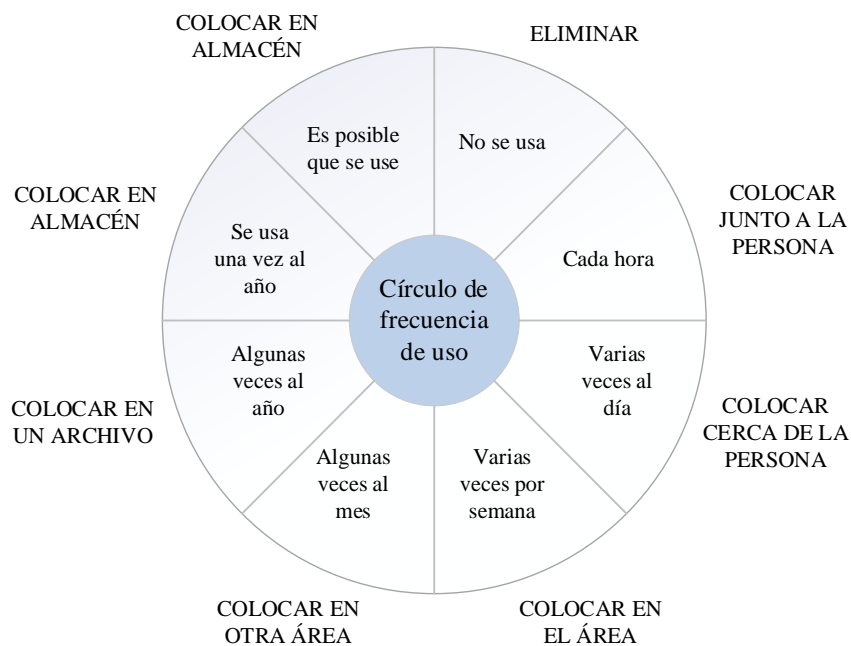 COLOCAR EN
ALMACÉN
ELIMINAR
Es posible
que se use
No se usa
COLOCAR EN
ALMACÉN
COLOCAR
JUNTO A LA
PERSONA
Se usa
una vez al
año
Cada hora
Círculo de
frecuencia
de uso
Algunas
veces al
año
Varias
veces al
día
COLOCAR EN
UN ARCHIVO
COLOCAR
CERCA DE LA
PERSONA
Algunas
veces al
mes
Varias
veces por
semana
COLOCAR EN
OTRA ÁREA
COLOCAR EN
EL ÁREA